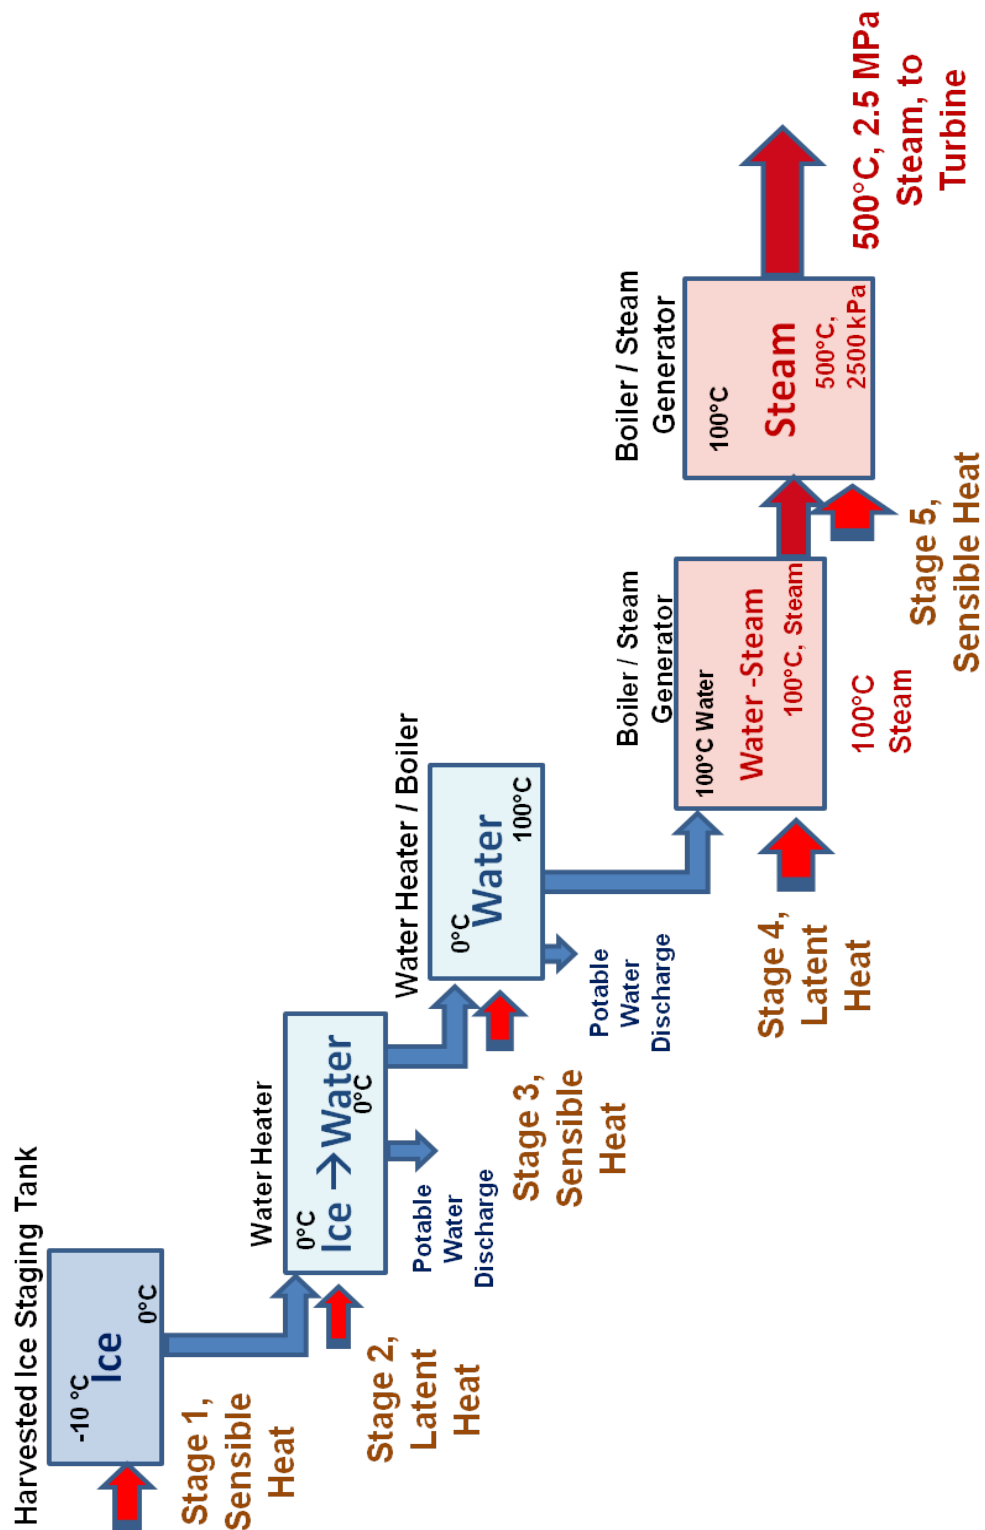 Harvested Ice Staging Tank
-10 °C
Ice
0°C
Stage 1,
Sensible
Heat
Water Heater
0°C
Ice → Water
0°C
Stage 2,
Latent
Heat
Potable
Water
Discharge
Water Heater / Boiler
0°C
Water
100°C
Stage 3,
Sensible
Heat
Potable
Water
Discharge
Boiler / Steam
Generator
100°C Water
Water -Steam
100°C, Steam
Stage 4,
Latent
Heat
100°C
Steam
Boiler / Steam
Generator
100°C
Steam
500°C,
2500 kPa
Stage 5,
Sensible Heat
500°C, 2.5 MPa
Steam, to
Turbine